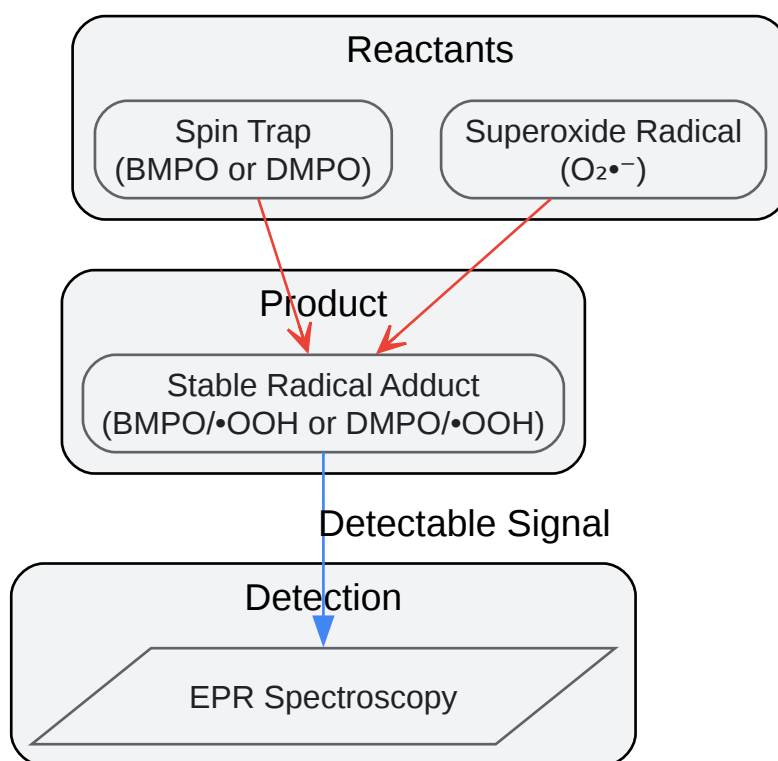 Reactants
Spin Trap
(BMPO or DMPO)
Superoxide Radical
(O₂•⁻)
Product
Stable Radical Adduct
(BMPO/•OOH or DMPO/•OOH)
Detectable Signal
Detection
EPR Spectroscopy